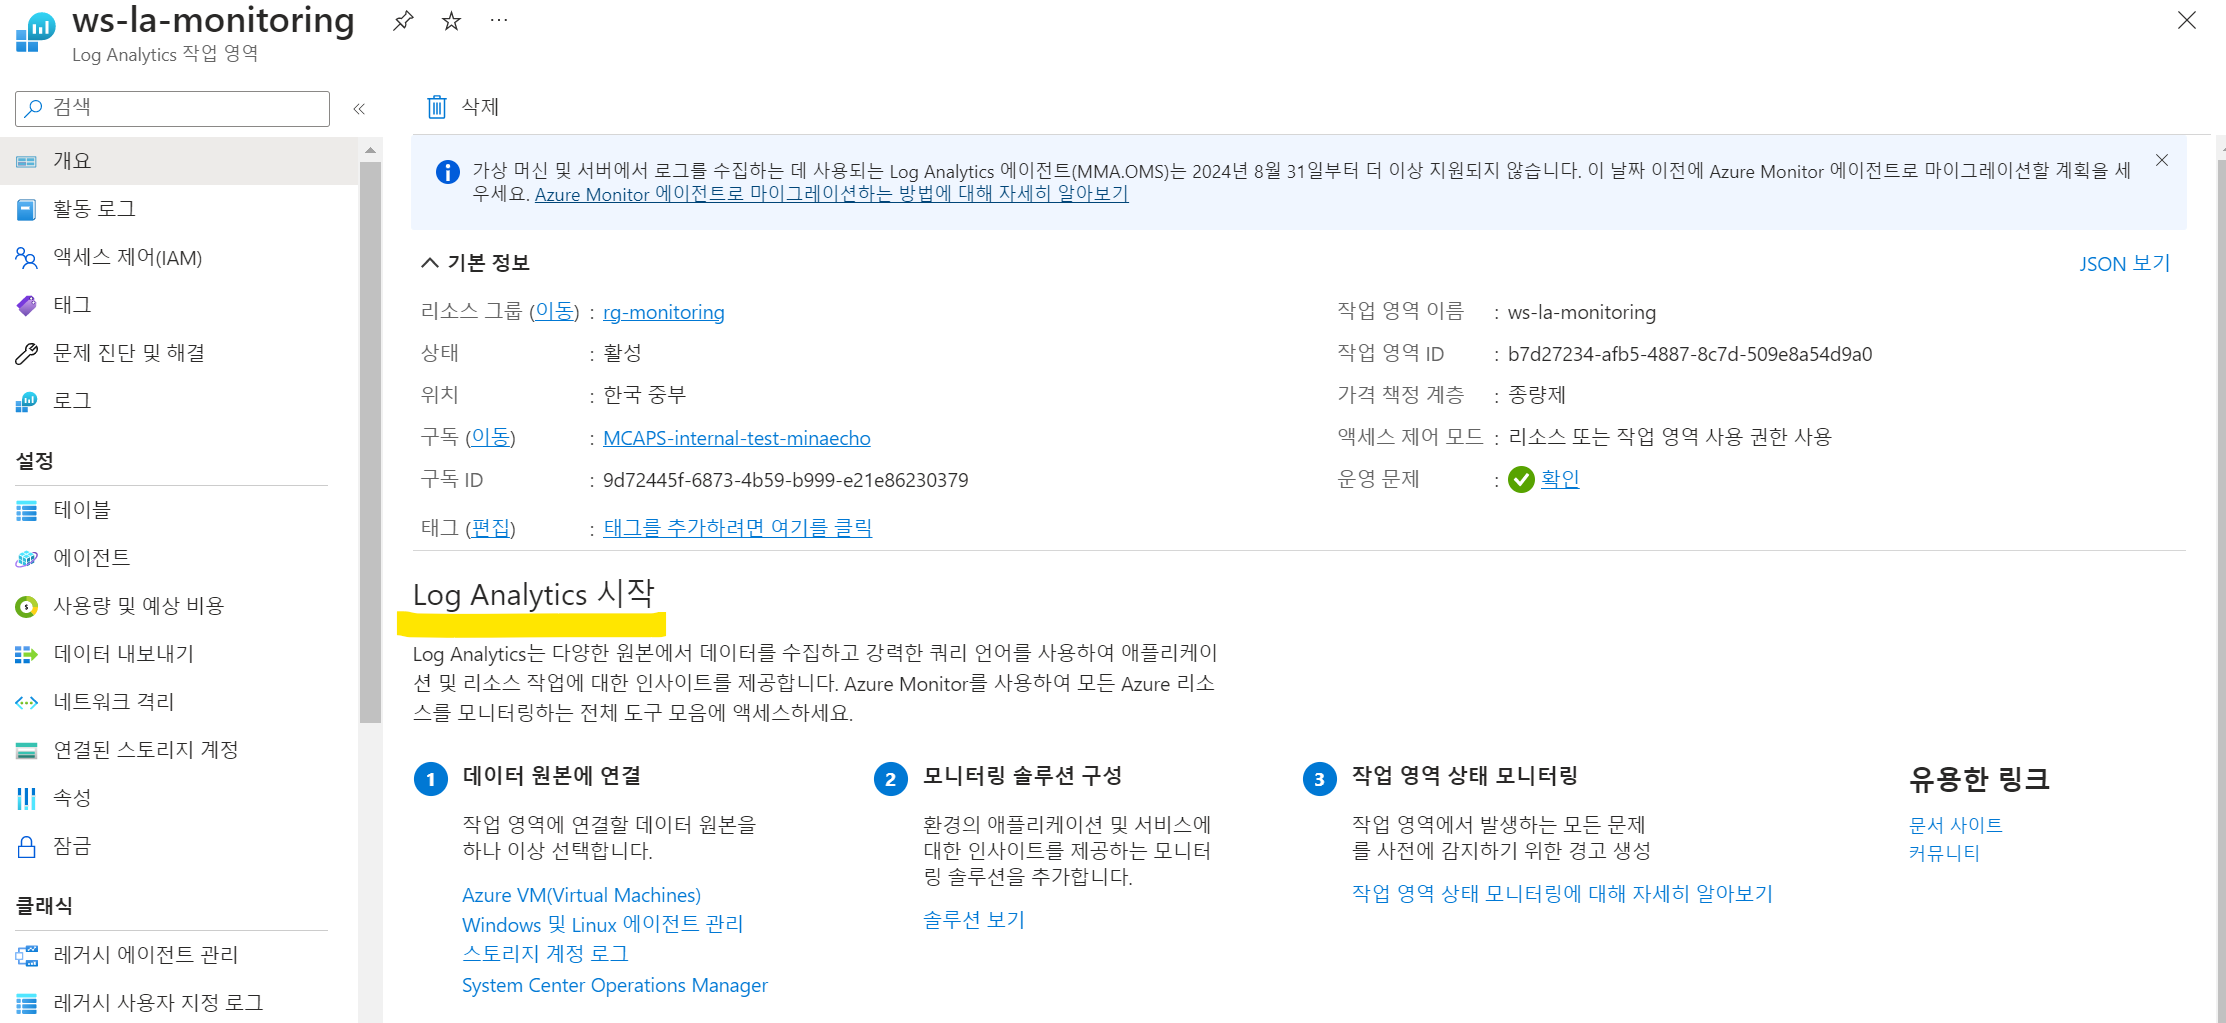 ws-la-monitoring
Log Analytics 작업 영역
검색
개요
활동 로그
액세스 제어(IAM)
태그
문제 진단 및 해결
로그
설정
테이블
에이전트
사용량 및 예상 비용
데이터 내보내기
네트워크 격리
연결된 스토리지 계정
속성
잠금
클래식
레거시 에이전트 관리
레거시 사용자 지정 로그
삭제
가상 머신 및 서버에서 로그를 수집하는 데 사용되는 Log Analytics 에이전트(MMA.OMS)는 2024년 8월 31일부터 더 이상 지원되지 않습니다. 이 날짜 이전에 Azure Monitor 에이전트로 마이그레이션할 계획을 세
우세요. Azure Monitor 에이전트로 마이그레이션하는 방법에 대해 자세히 알아보기
기본 정보
JSON 보기
리소스 그룹 (이동) : rg-monitoring
상태 : 활성
위치 : 한국 중부
구독 (이동) : MCAPS-internal-test-minaecho
구독 ID : 9d72445f-6873-4b59-b999-e21e86230379
태그 (편집) : 태그를 추가하려면 여기를 클릭
작업 영역 이름 : ws-la-monitoring
작업 영역 ID : b7d27234-afb5-4887-8c7d-509e8a54d9a0
가격 책정 계층 : 종량제
액세스 제어 모드 : 리소스 또는 작업 영역 사용 권한 사용
운영 문제 : 확인
Log Analytics 시작
Log Analytics는 다양한 원본에서 데이터를 수집하고 강력한 쿼리 언어를 사용하여 애플리케이
션 및 리소스 작업에 대한 인사이트를 제공합니다. Azure Monitor를 사용하여 모든 Azure 리소
스를 모니터링하는 전체 도구 모음에 액세스하세요.
1 데이터 원본에 연결
작업 영역에 연결할 데이터 원본을
하나 이상 선택합니다.
Azure VM(Virtual Machines)
Windows 및 Linux 에이전트 관리
스토리지 계정 로그
System Center Operations Manager
2 모니터링 솔루션 구성
환경의 애플리케이션 및 서비스에
대한 인사이트를 제공하는 모니터
링 솔루션을 추가합니다.
솔루션 보기
3 작업 영역 상태 모니터링
작업 영역에서 발생하는 모든 문제
를 사전에 감지하기 위한 경고 생성
작업 영역 상태 모니터링에 대해 자세히 알아보기
유용한 링크
문서 사이트
커뮤니티